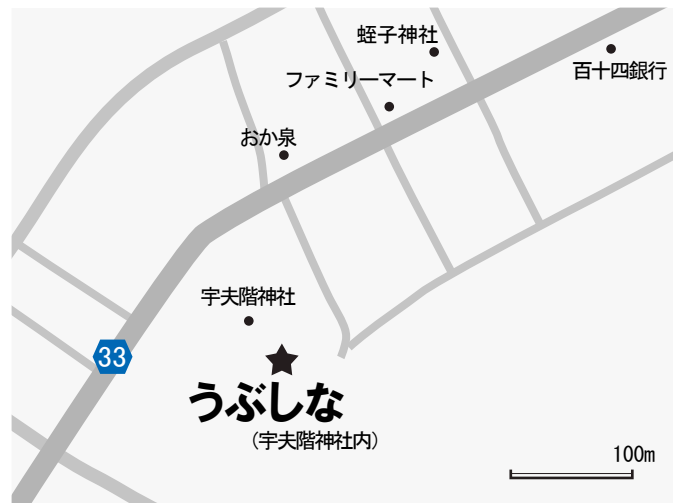 蛭子神社
百十四銀行
ファミリーマート
おか泉
宇夫階神社
33
うぶしな
(宇夫階神社内)
100m